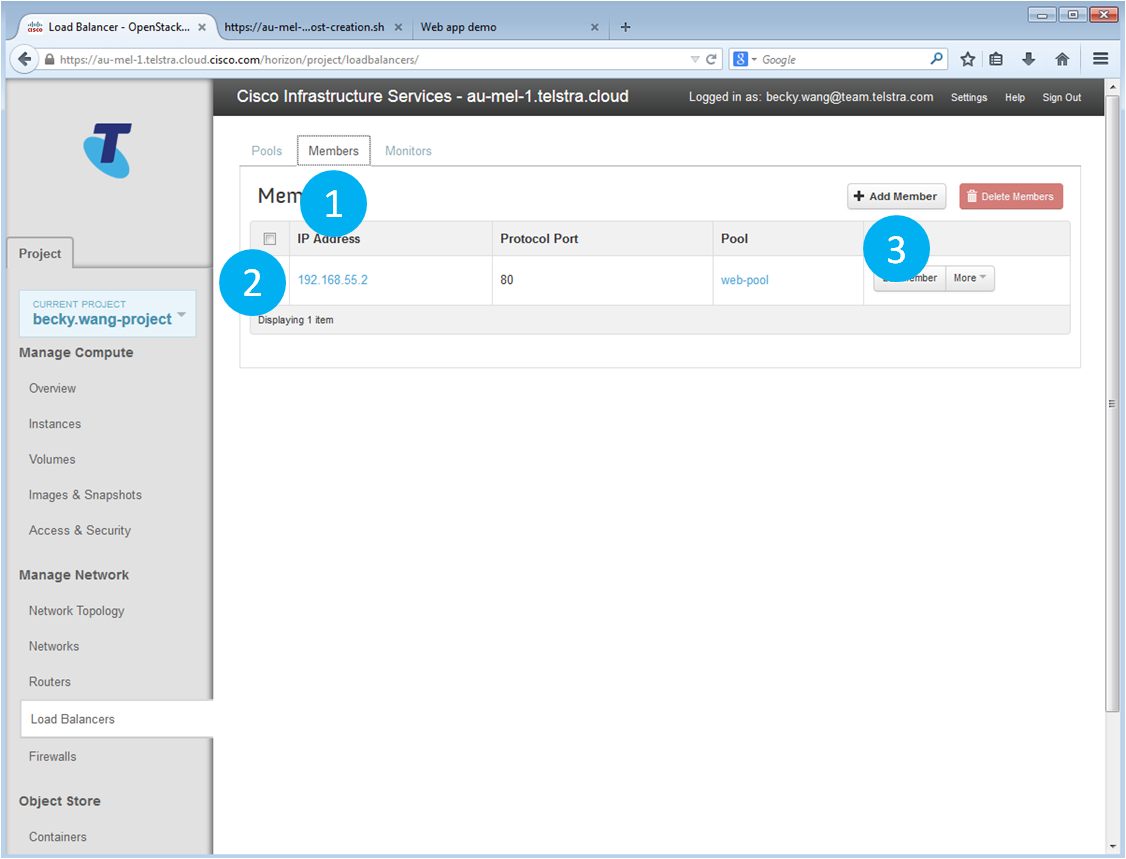 Load Balancer - OpenStack... https://au-mel-...ost-creation.sh Web app demo
https://au-mel-1.telstra.cloud.cisco.com/horizon/project/loadbalancers/ Google
Cisco Infrastructure Services - au-mel-1.telstra.cloud Logged in as: becky.wang@team.telstra.com Settings Help Sign Out
Pools Members Monitors
1
Add Member Delete Members
IP Address Protocol Port Pool
2 192.168.55.2 80 web-pool 3 More
Displaying 1 item
T
Project
CURRENT PROJECT
becky.wang-project
Manage Compute
Overview
Instances
Volumes
Images & Snapshots
Access & Security
Manage Network
Network Topology
Networks
Routers
Load Balancers
Firewalls
Object Store
Containers